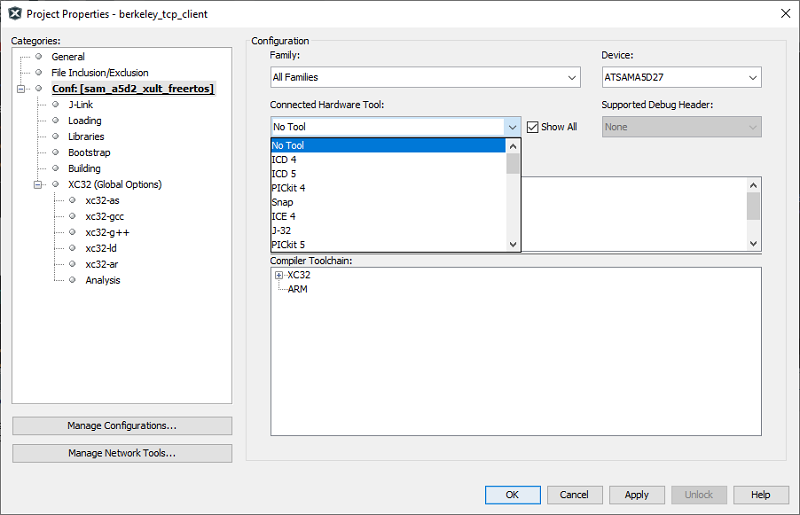 Project Properties - berkeley_tcp_client
Categories:
General
File Inclusion/Exclusion
Conf: [sam_a5d2_xult_freertos]
J-Link
Loading
Libraries
Bootstrap
Building
XC32 (Global Options)
xc32-as
xc32-gcc
xc32-g++
xc32-ld
xc32-ar
Analysis
Manage Configurations...
Manage Network Tools...
Configuration
Family:
All Families
Device:
ATSAMA5D27
Connected Hardware Tool:
No Tool
Show All
Supported Debug Header:
None
No Tool
ICD 4
ICD 5
PICkit 4
Snap
ICE 4
J-32
PICkit 5
Compiler Toolchain:
XC32
ARM
OK
Cancel
Apply
Unlock
Help